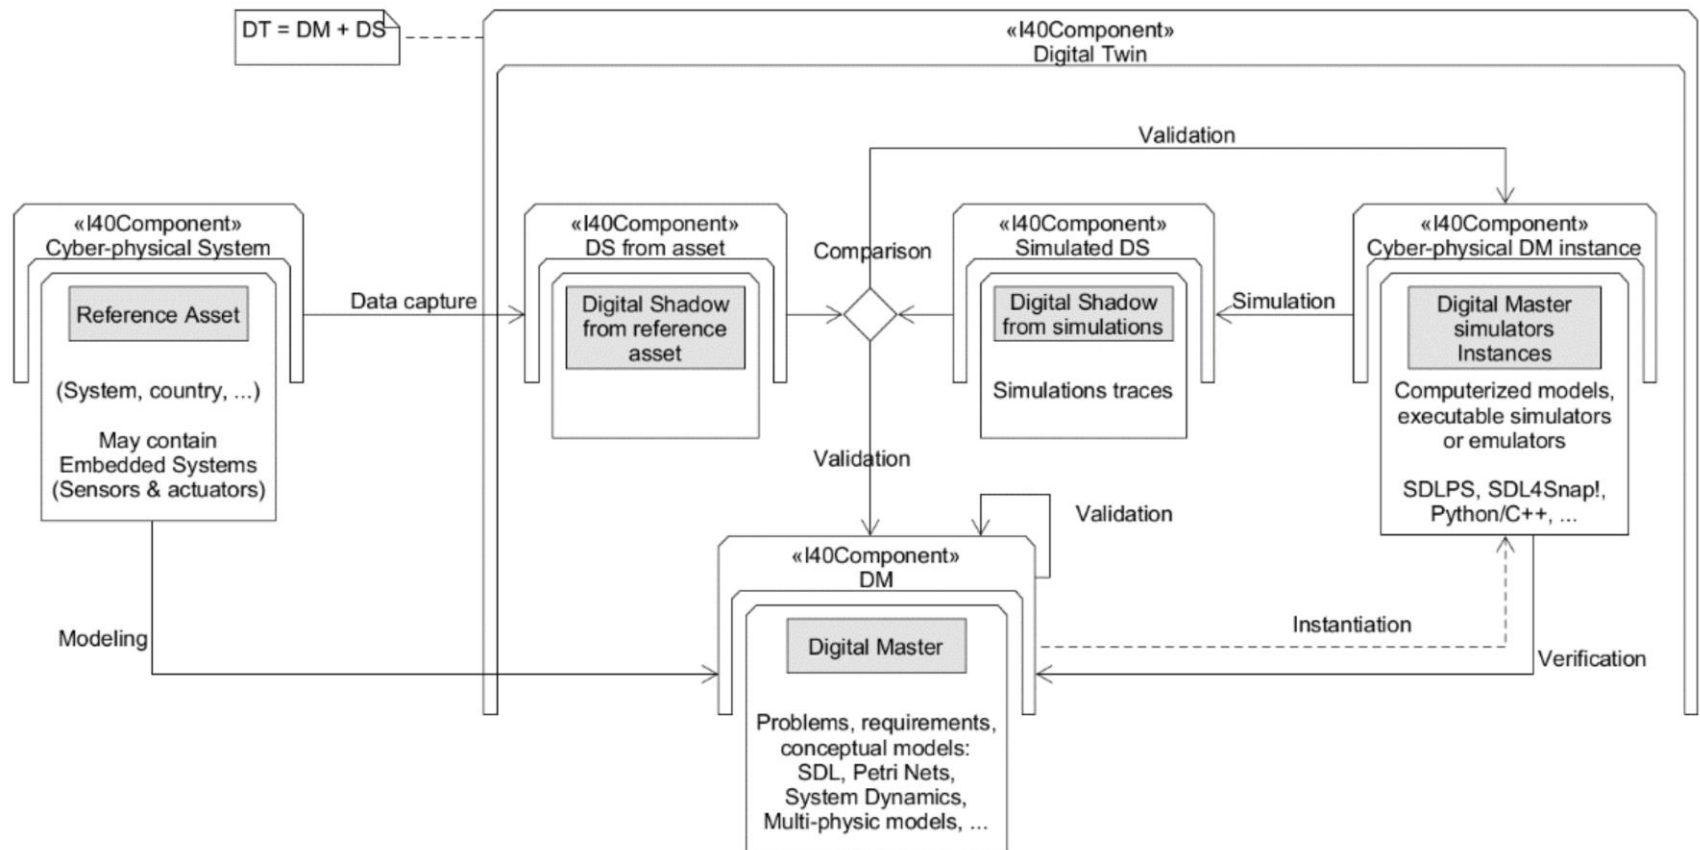 DT = DM + DS
«I40Component»
Digital Twin
Validation
«I40Component»
Cyber-physical System
Reference Asset
(System, country, ...)
May contain
Embedded Systems
(Sensors & actuators)
Data capture
«I40Component»
DS from asset
Digital Shadow
from reference
asset
Comparison
«I40Component»
Simulated DS
Digital Shadow
from simulations
Simulations traces
Simulation
«I40Component»
Cyber-physical DM instance
Digital Master
simulators
Instances
Computerized models,
executable simulators
or emulators
SDLPS, SDL4Snap!,
Python/C++, ...
Validation
Validation
«I40Component»
DM
Digital Master
Problems, requirements,
conceptual models:
SDL, Petri Nets,
System Dynamics,
Multi-physic models, ...
Modeling
Instantiation
Verification